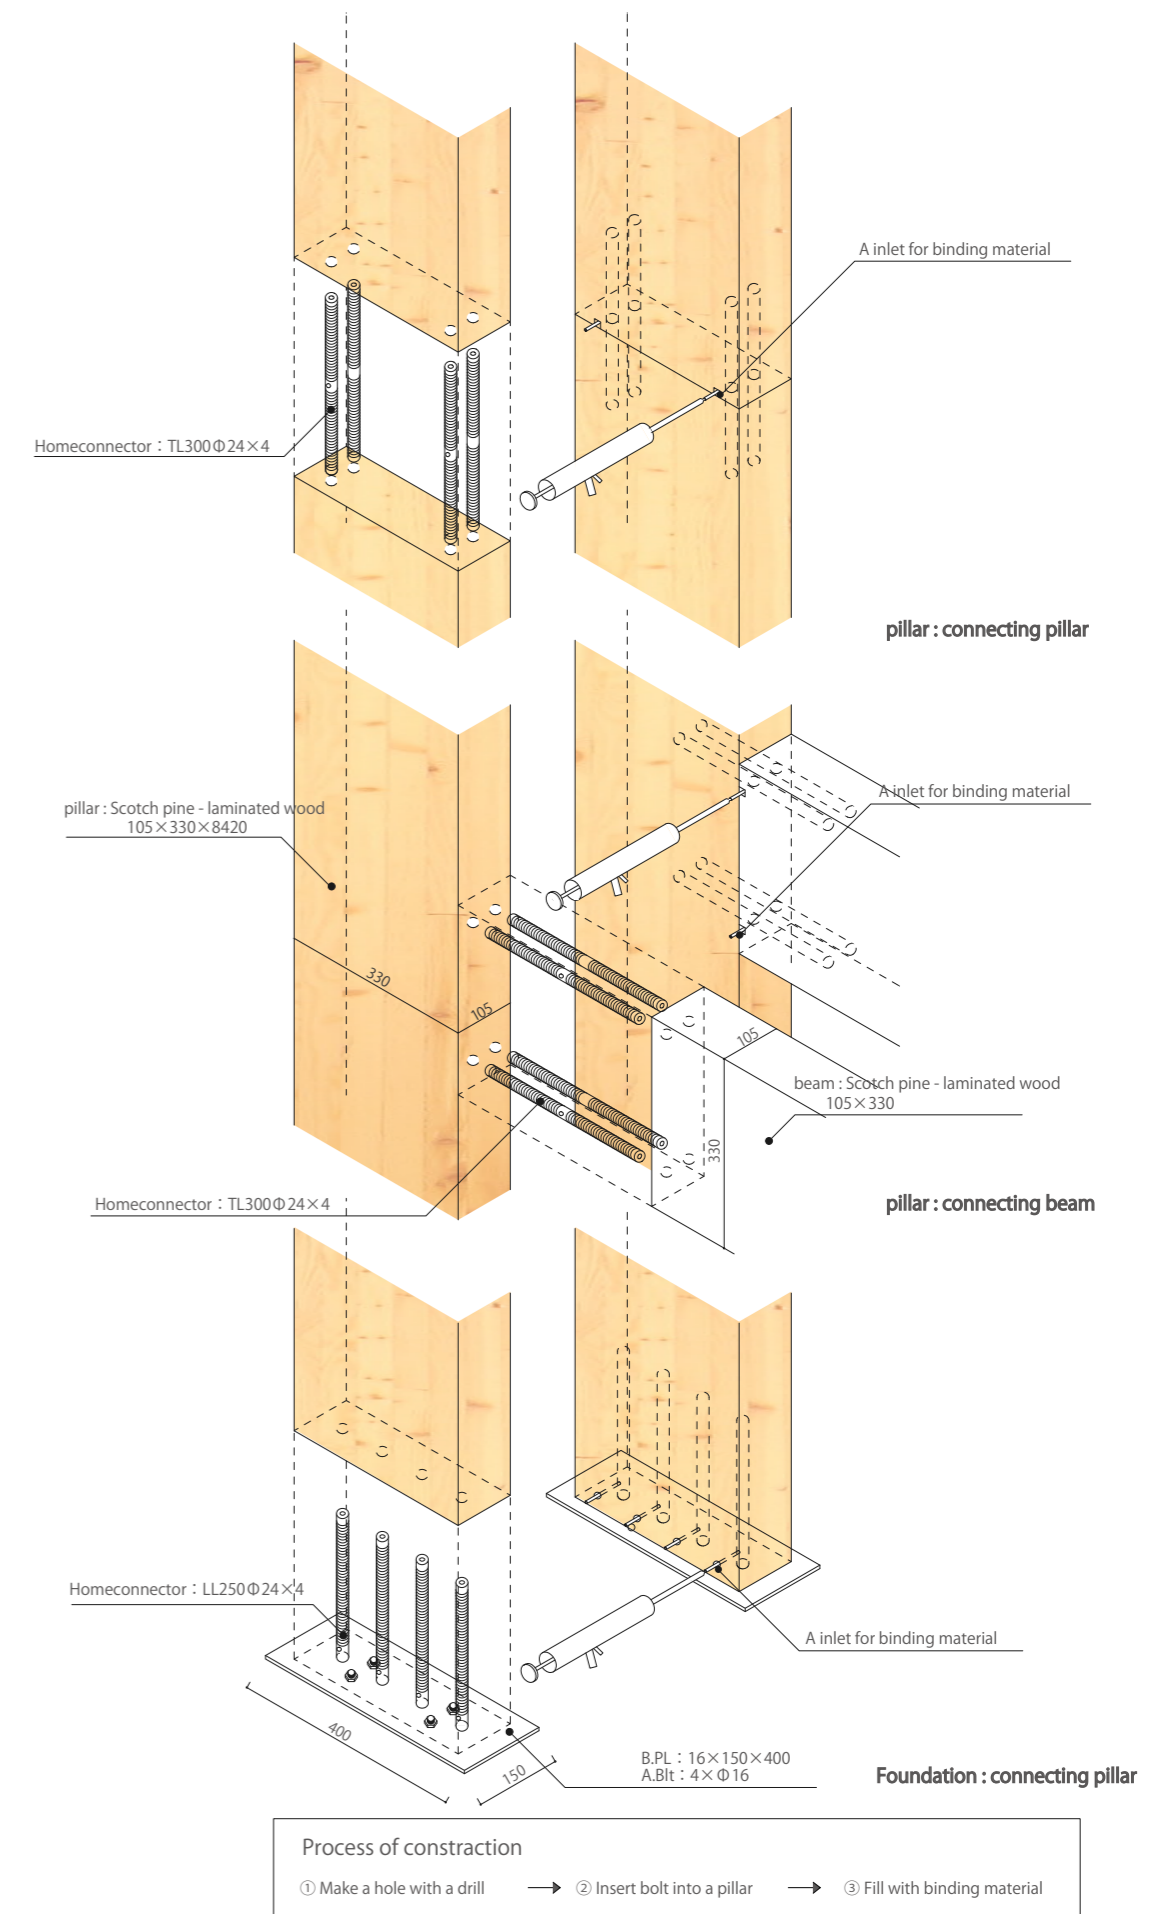 A inlet for binding material
Homeconnector：TL300Φ24×4
pillar : connecting pillar
pillar : Scotch pine - laminated wood
105×330×8420
A inlet for binding material
330
105
105
beam : Scotch pine - laminated wood
105×330
330
Homeconnector：TL300Φ24×4
pillar : connecting beam
Homeconnector：LL250Φ24×4
A inlet for binding material
400
150
B.PL：16×150×400
A.Blt：4×Φ16
Foundation : connecting pillar
Process of constraction
① Make a hole with a drill → ② Insert bolt into a pillar → ③ Fill with binding material